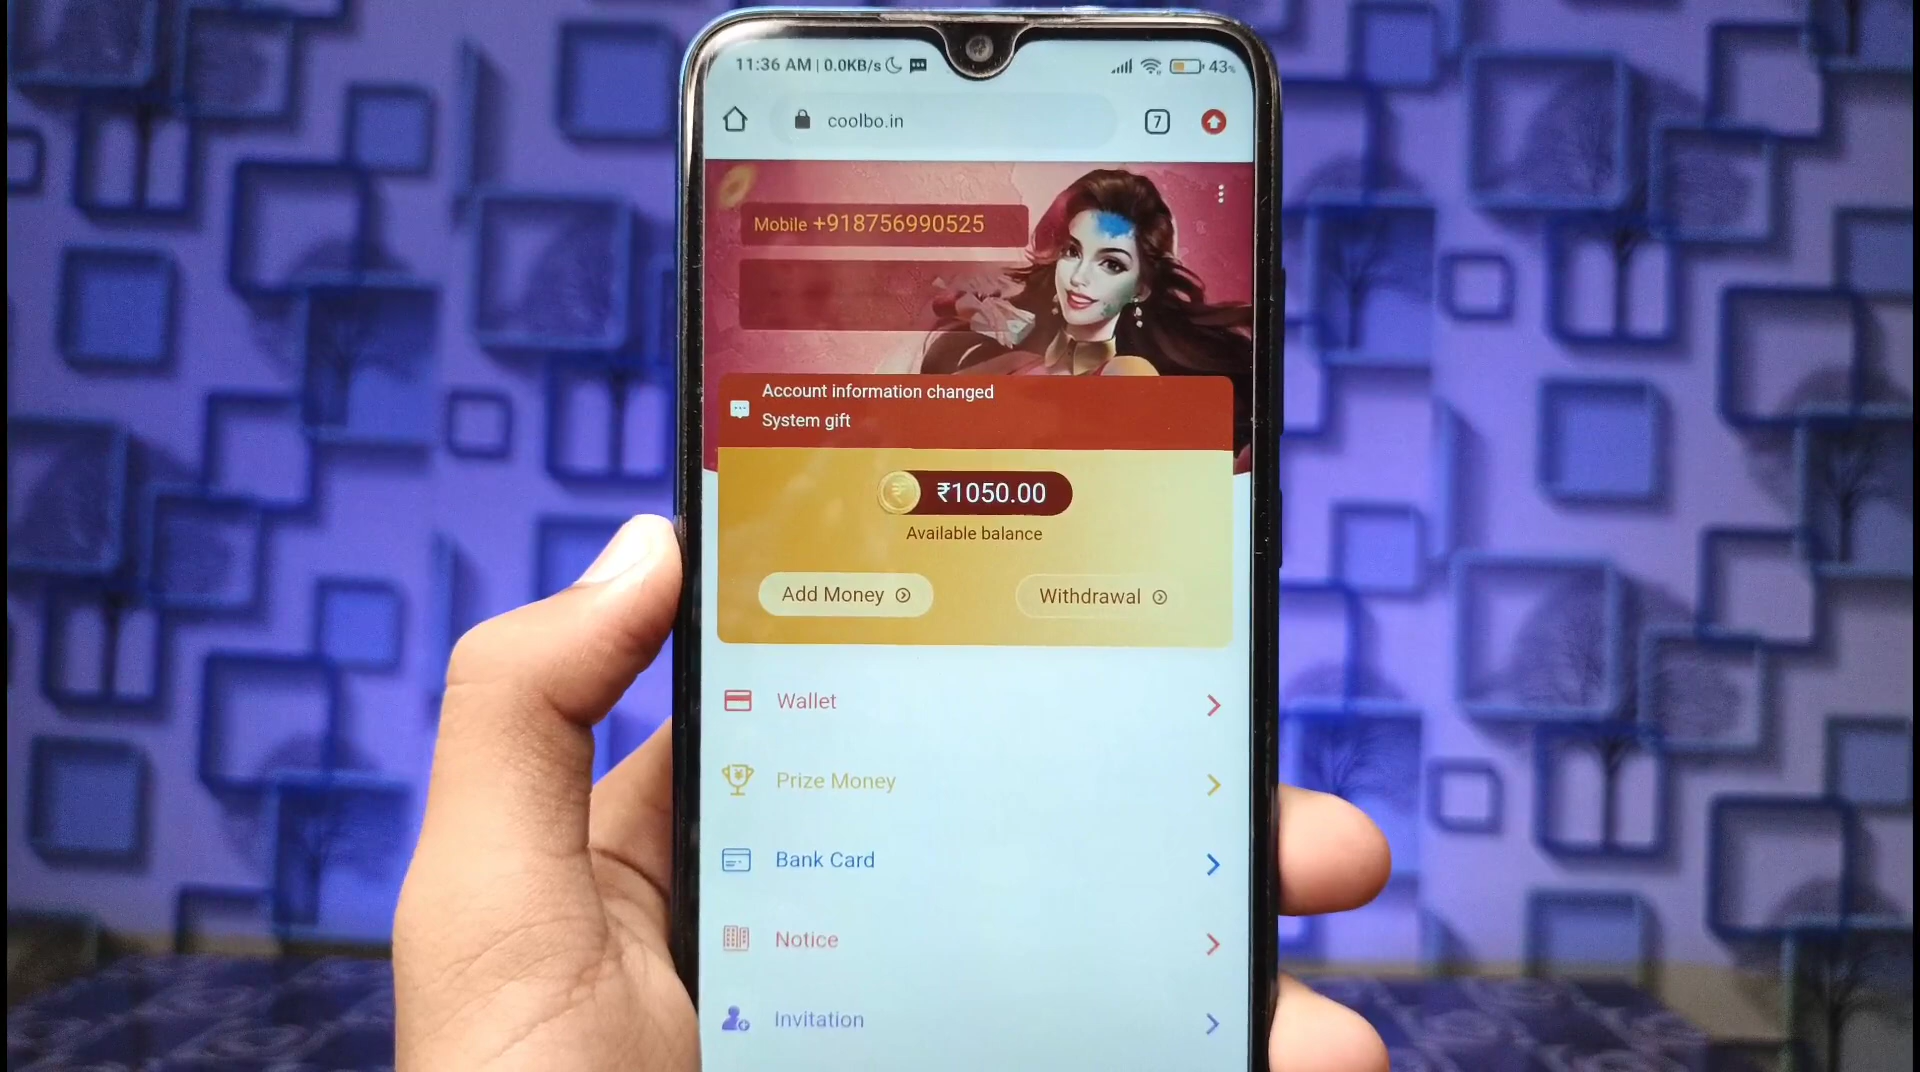 11:36 AM | 0.0KB/s 43%
coolbo.in 7
Mobile +918756990525
Account information changed
System gift
₹1050.00
Available balance
Add Money Withdrawal
Wallet
Prize Money
Bank Card
Notice
Invitation